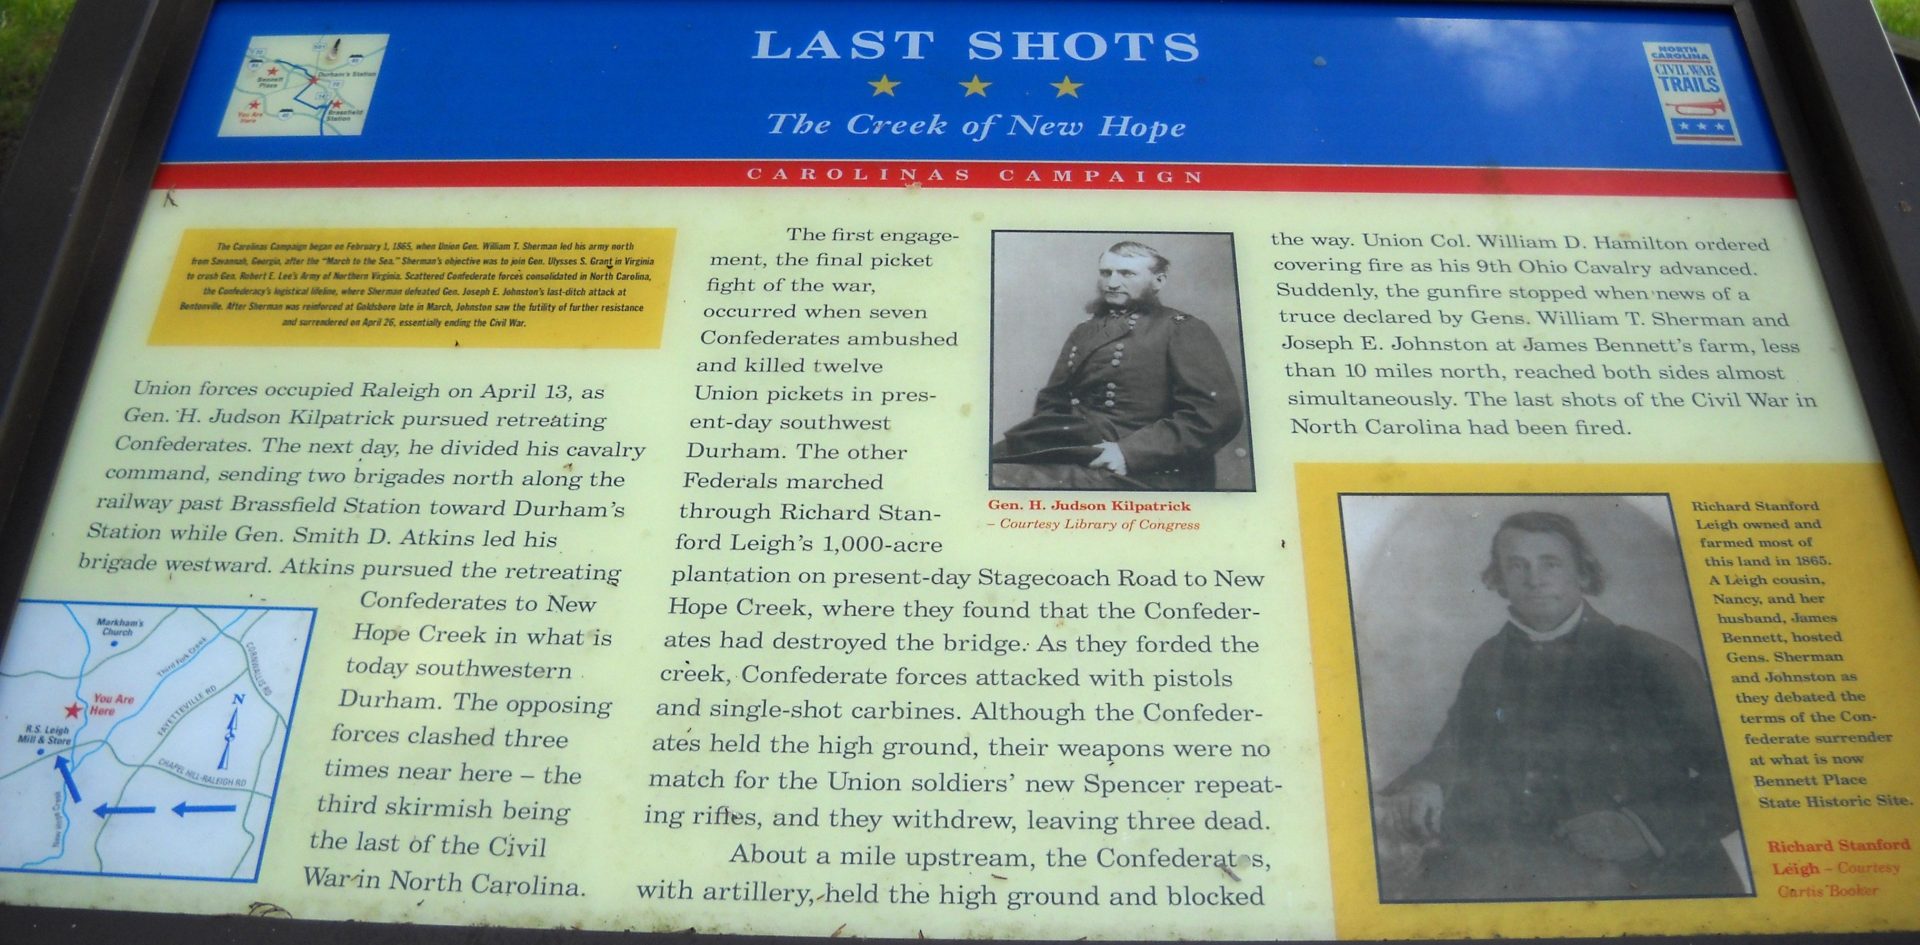 LAST SHOTS
The Creek of New Hope
CAROLINAS CAMPAIGN
NORTH
CAROLINA
CIVIL WAR
TRAILS
Durham's Station
Bennett
Place
You Are
Here
Brassfield
Station
The Carolinas Campaign began on February 1, 1865, when Union Gen. William T. Sherman led his army north
from Savannah, Georgia, after the "March to the Sea." Sherman's objective was to join Gen. Ulysses S. Grant in Virginia
to crush Gen. Robert E. Lee's Army of Northern Virginia. Scattered Confederate forces consolidated in North Carolina,
the Confederacy's logistical lifeline, where Sherman defeated Gen. Joseph E. Johnston's last-ditch attack at
Bentonville. After Sherman was reinforced at Goldsboro late in March, Johnston saw the futility of further resistance
and surrendered on April 26, essentially ending the Civil War.
Union forces occupied Raleigh on April 13, as
Gen. H. Judson Kilpatrick pursued retreating
Confederates. The next day, he divided his cavalry
command, sending two brigades north along the
railway past Brassfield Station toward Durham's
Station while Gen. Smith D. Atkins led his
brigade westward. Atkins pursued the retreating
Confederates to New
Hope Creek in what is
today southwestern
Durham. The opposing
forces clashed three
times near here – the
third skirmish being
the last of the Civil
War in North Carolina.
Markham's
Church
Third Fork Creek
CORNWALLIS RD
You Are
Here
FAYETTEVILLE RD
N
R.S. Leigh
Mill & Store
CHAPEL HILL-RALEIGH RD
New Hope Creek
The first engage-
ment, the final picket
fight of the war,
occurred when seven
Confederates ambushed
and killed twelve
Union pickets in pres-
ent-day southwest
Durham. The other
Federals marched
through Richard Stan-
ford Leigh's 1,000-acre
plantation on present-day Stagecoach Road to New
Hope Creek, where they found that the Confeder-
ates had destroyed the bridge. As they forded the
creek, Confederate forces attacked with pistols
and single-shot carbines. Although the Confeder-
ates held the high ground, their weapons were no
match for the Union soldiers' new Spencer repeat-
ing rifles, and they withdrew, leaving three dead.
About a mile upstream, the Confederates,
with artillery, held the high ground and blocked
Gen. H. Judson Kilpatrick
– Courtesy Library of Congress
the way. Union Col. William D. Hamilton ordered
covering fire as his 9th Ohio Cavalry advanced.
Suddenly, the gunfire stopped when news of a
truce declared by Gens. William T. Sherman and
Joseph E. Johnston at James Bennett's farm, less
than 10 miles north, reached both sides almost
simultaneously. The last shots of the Civil War in
North Carolina had been fired.
Richard Stanford
Leigh owned and
farmed most of
this land in 1865.
A Leigh cousin,
Nancy, and her
husband, James
Bennett, hosted
Gens. Sherman
and Johnston as
they debated the
terms of the Con-
federate surrender
at what is now
Bennett Place
State Historic Site.
Richard Stanford
Leigh – Courtesy
Curtis Booker